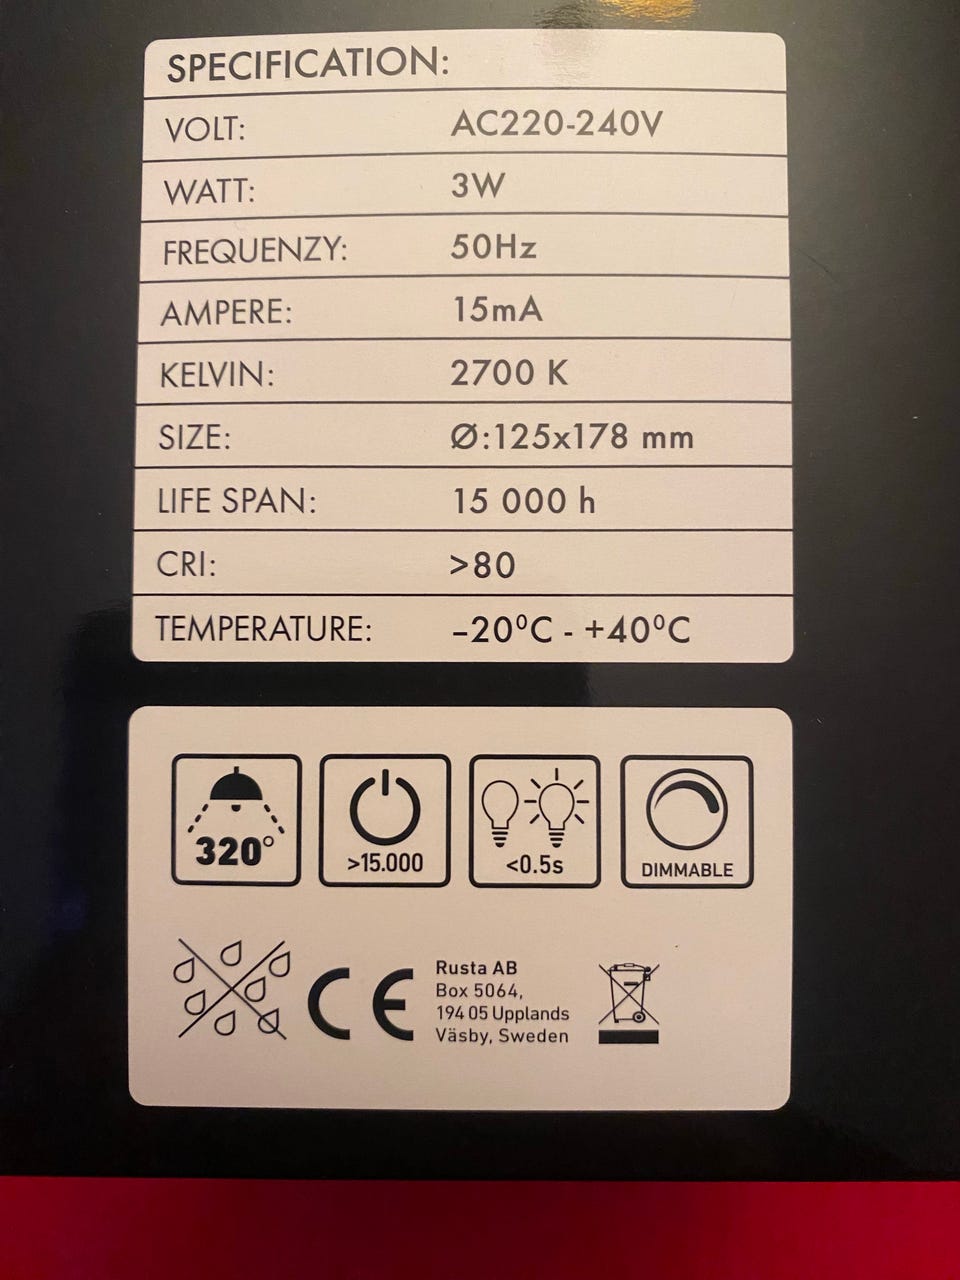 SPECIFICATION:
VOLT: AC220-240V
WATT: 3W
FREQUENZY: 50Hz
AMPERE: 15mA
KELVIN: 2700 K
SIZE: Ø:125x178 mm
LIFE SPAN: 15 000 h
CRI: >80
TEMPERATURE: –20°C - +40°C
320° >15.000 <0.5s DIMMABLE
CE
Rusta AB
Box 5064,
194 05 Upplands
Väsby, Sweden